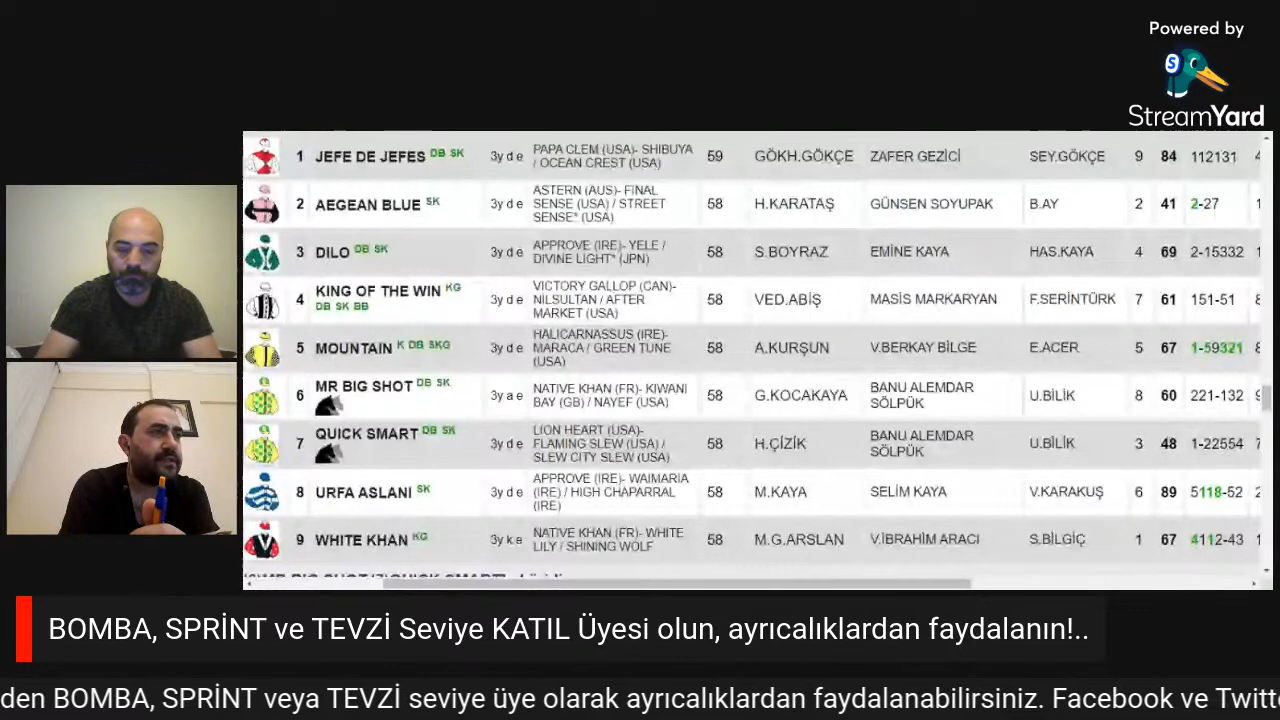 Powered by
StreamYard
1 JEFE DE JEFES DB SK 3y d e PAPA CLEM (USA)- SHIBUYA / OCEAN CREST (USA) 59 GÖKH.GÖKÇE ZAFER GEZİCİ SEY.GÖKÇE 9 84 112131 4
2 AEGEAN BLUE SK 3y d e ASTERN (AUS)- FINAL SENSE (USA) / STREET SENSE* (USA) 58 H.KARATAŞ GÜNSEN SOYUPAK B.AY 2 41 2-27 1
3 DILO DB SK 3y d e APPROVE (IRE)- YELE / DIVINE LIGHT* (JPN) 58 S.BOYRAZ EMİNE KAYA HAS.KAYA 4 69 2-15332 1
4 KING OF THE WIN KG DB SK BB 3y d e VICTORY GALLOP (CAN)- NILSULTAN / AFTER MARKET (USA) 58 VED.ABİŞ MASİS MARKARYAN F.SERİNTÜRK 7 61 151-51 8
5 MOUNTAIN K DB SKG 3y d e HALICARNASSUS (IRE)- MARACA / GREEN TUNE (USA) 58 A.KURŞUN V.BERKAY BİLGE E.ACER 5 67 1-59321 8
6 MR BIG SHOT DB SK 3y a e NATIVE KHAN (FR)- KIWANI BAY (GB) / NAYEF (USA) 58 G.KOCAKAYA BANU ALEMDAR SÖLPÜK U.BİLİK 8 60 221-132 9
7 QUICK SMART DB SK 3y d e LION HEART (USA)- FLAMING SLEW (USA) / SLEW CITY SLEW (USA) 58 H.ÇİZİK BANU ALEMDAR SÖLPÜK U.BİLİK 3 48 1-22554 7
8 URFA ASLANI SK 3y d e APPROVE (IRE)- WAIMARIA (IRE) / HIGH CHAPARRAL (IRE) 58 M.KAYA SELİM KAYA V.KARAKUŞ 6 89 5118-52 2
9 WHITE KHAN KG 3y k e NATIVE KHAN (FR)- WHITE LILY / SHINING WOLF 58 M.G.ARSLAN V.İBRAHİM ARACI S.BİLGİÇ 1 67 4112-43 1
BOMBA, SPRİNT ve TEVZİ Seviye KATIL Üyesi olun, ayrıcalıklardan faydalanın!..
den BOMBA, SPRİNT veya TEVZİ seviye üye olarak ayrıcalıklardan faydalanabilirsiniz. Facebook ve Twitt